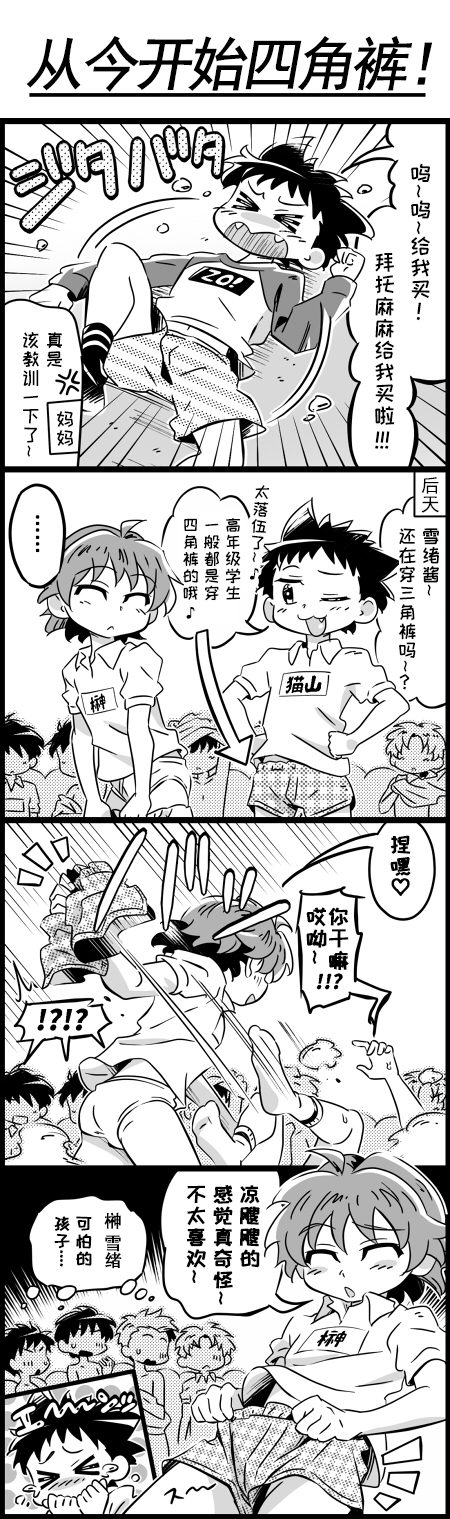 从今开始四角裤！
呜～呜～给我买！
拜托麻麻给我买啦!!!
ジタバタ
ZO!
真是
该教训一下了～
妈妈
后天
雪绪酱～
还在穿三角裤吗～？
太落伍了～♪
高年级学生
一般都是穿
四角裤的哦♪
……
猫山
榊
捏嘿♡
你干嘛
哎呦～!!?
!?!?
凉飕飕的
感觉真奇怪～
不太喜欢～
榊 雪绪
可怕的
孩子…
榊